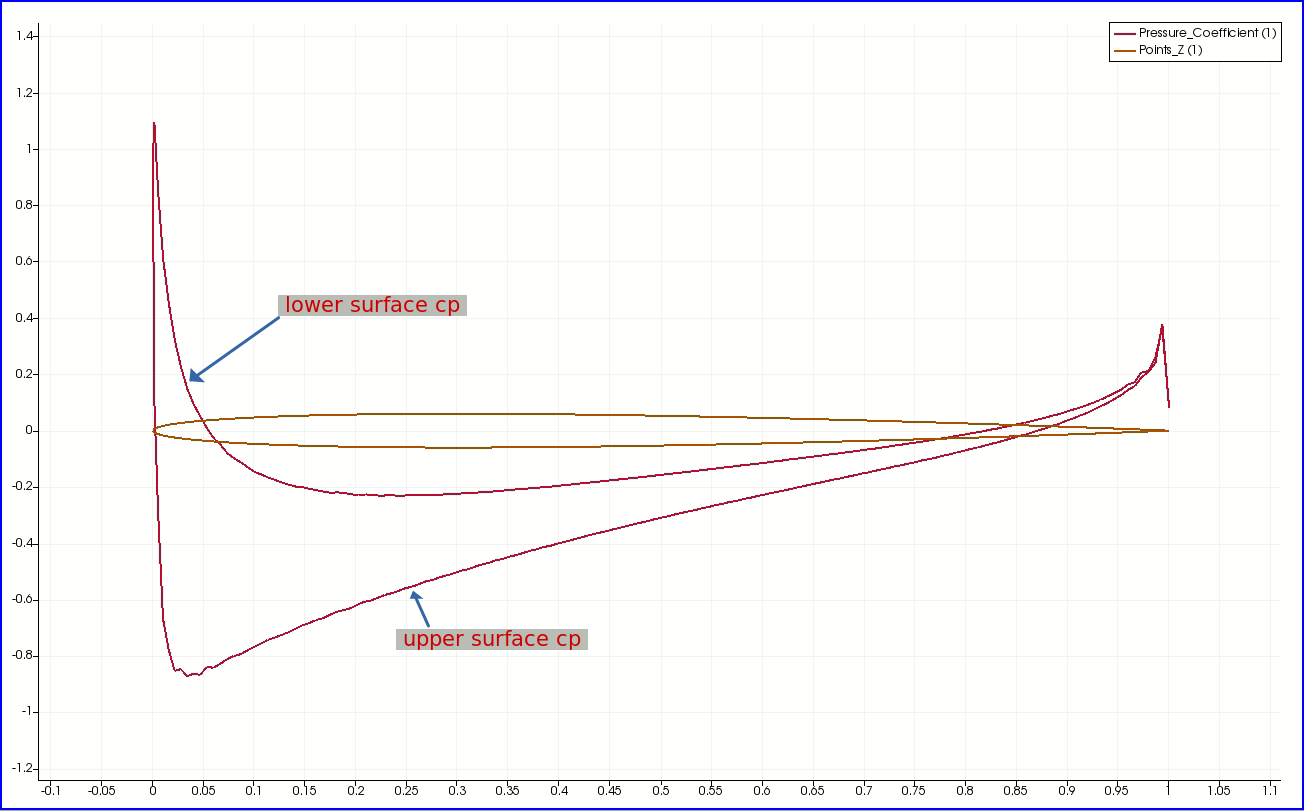 Pressure_Coefficient (1)
Points_Z (1)
1.4
1.2
1
0.8
0.6
0.4
0.2
0
-0.2
-0.4
-0.6
-0.8
-1
-1.2
lower surface cp
upper surface cp
-0.1 -0.05 0 0.05 0.1 0.15 0.2 0.25 0.3 0.35 0.4 0.45 0.5 0.55 0.6 0.65 0.7 0.75 0.8 0.85 0.9 0.95 1 1.05 1.1